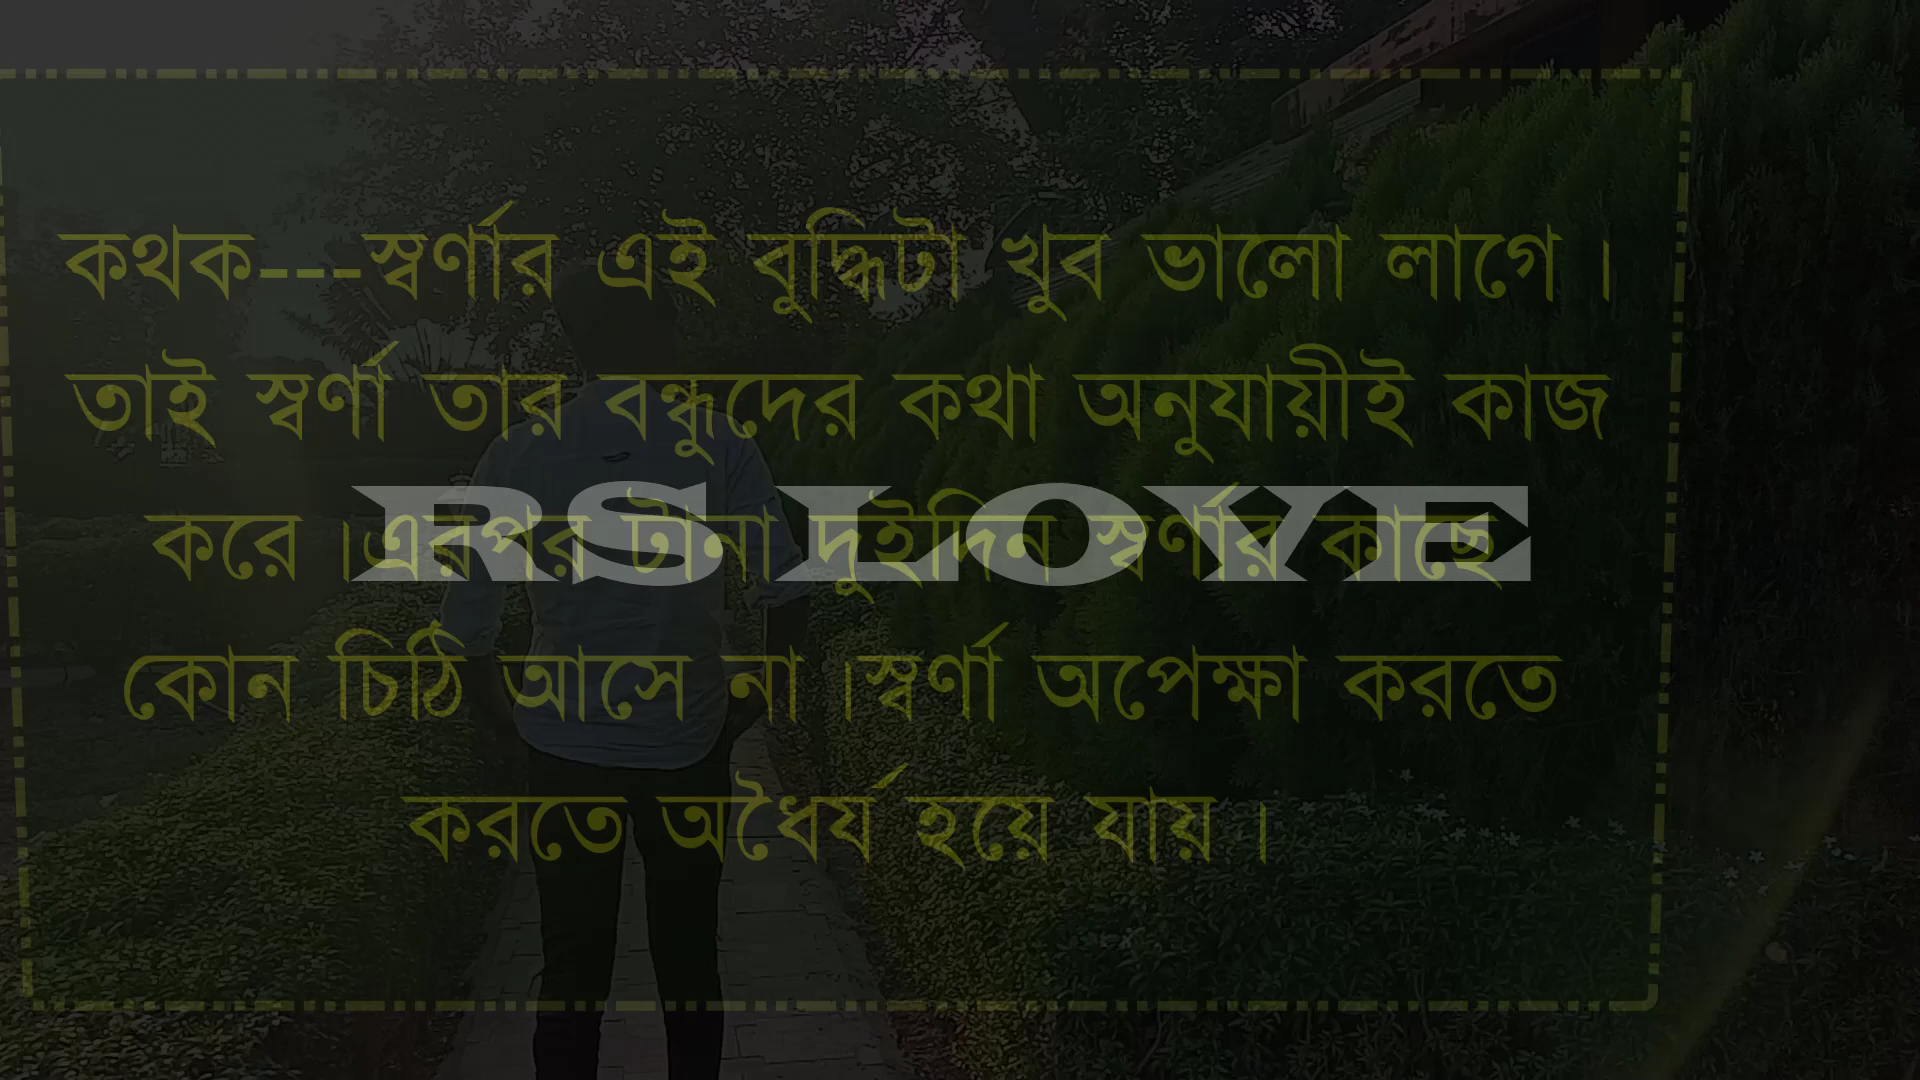 কথক---স্বর্ণার এই বুদ্ধিটা খুব ভালো লাগে ।
তাই স্বর্ণা তার বন্ধুদের কথা অনুযায়ীই কাজ
করে ।এরপর টানা দুইদিন স্বর্ণার কাছে
RS LOVE
কোন চিঠি আসে না ।স্বর্ণা অপেক্ষা করতে
করতে অধৈর্য হয়ে যায় ।